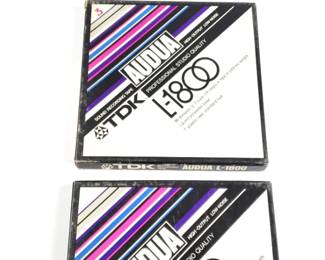 3
SOUND RECORDING TAPE
AUDUA
HIGH-OUTPUT LOW-NOISE
PROFESSIONAL STUDIO QUALITY
TDK L-1800
TDK AUDUA L-1800
AUDUA
HIGH-OUTPUT LOW-NOISE
STUDIO QUALITY